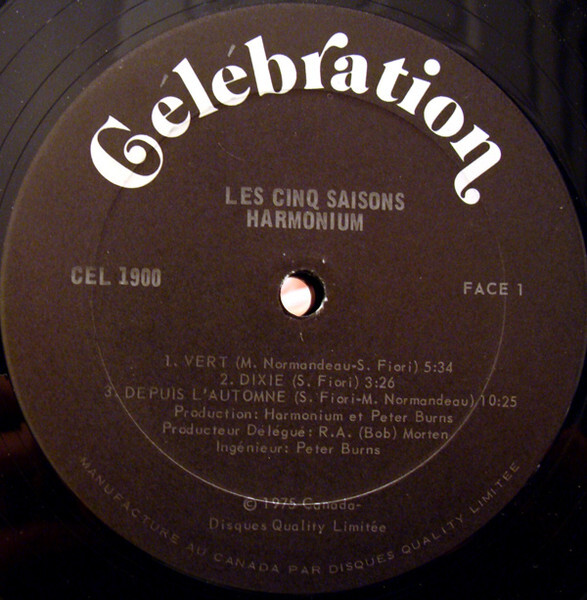 Célébration
LES CINQ SAISONS
HARMONIUM
CEL 1900
FACE 1
1. VERT (M. Normandeau-S. Fiori) 5:34
2. DIXIE (S. Fiori) 3:26
3. DEPUIS L'AUTOMNE (S. Fiori-M. Normandeau) 10:25
Production: Harmonium et Peter Burns
Producteur Délégué: R.A. (Bob) Morten
Ingénieur: Peter Burns
© 1975 Canada-
Disques Quality Limitée
MANUFACTURÉ AU CANADA PAR DISQUES QUALITY LIMITÉE